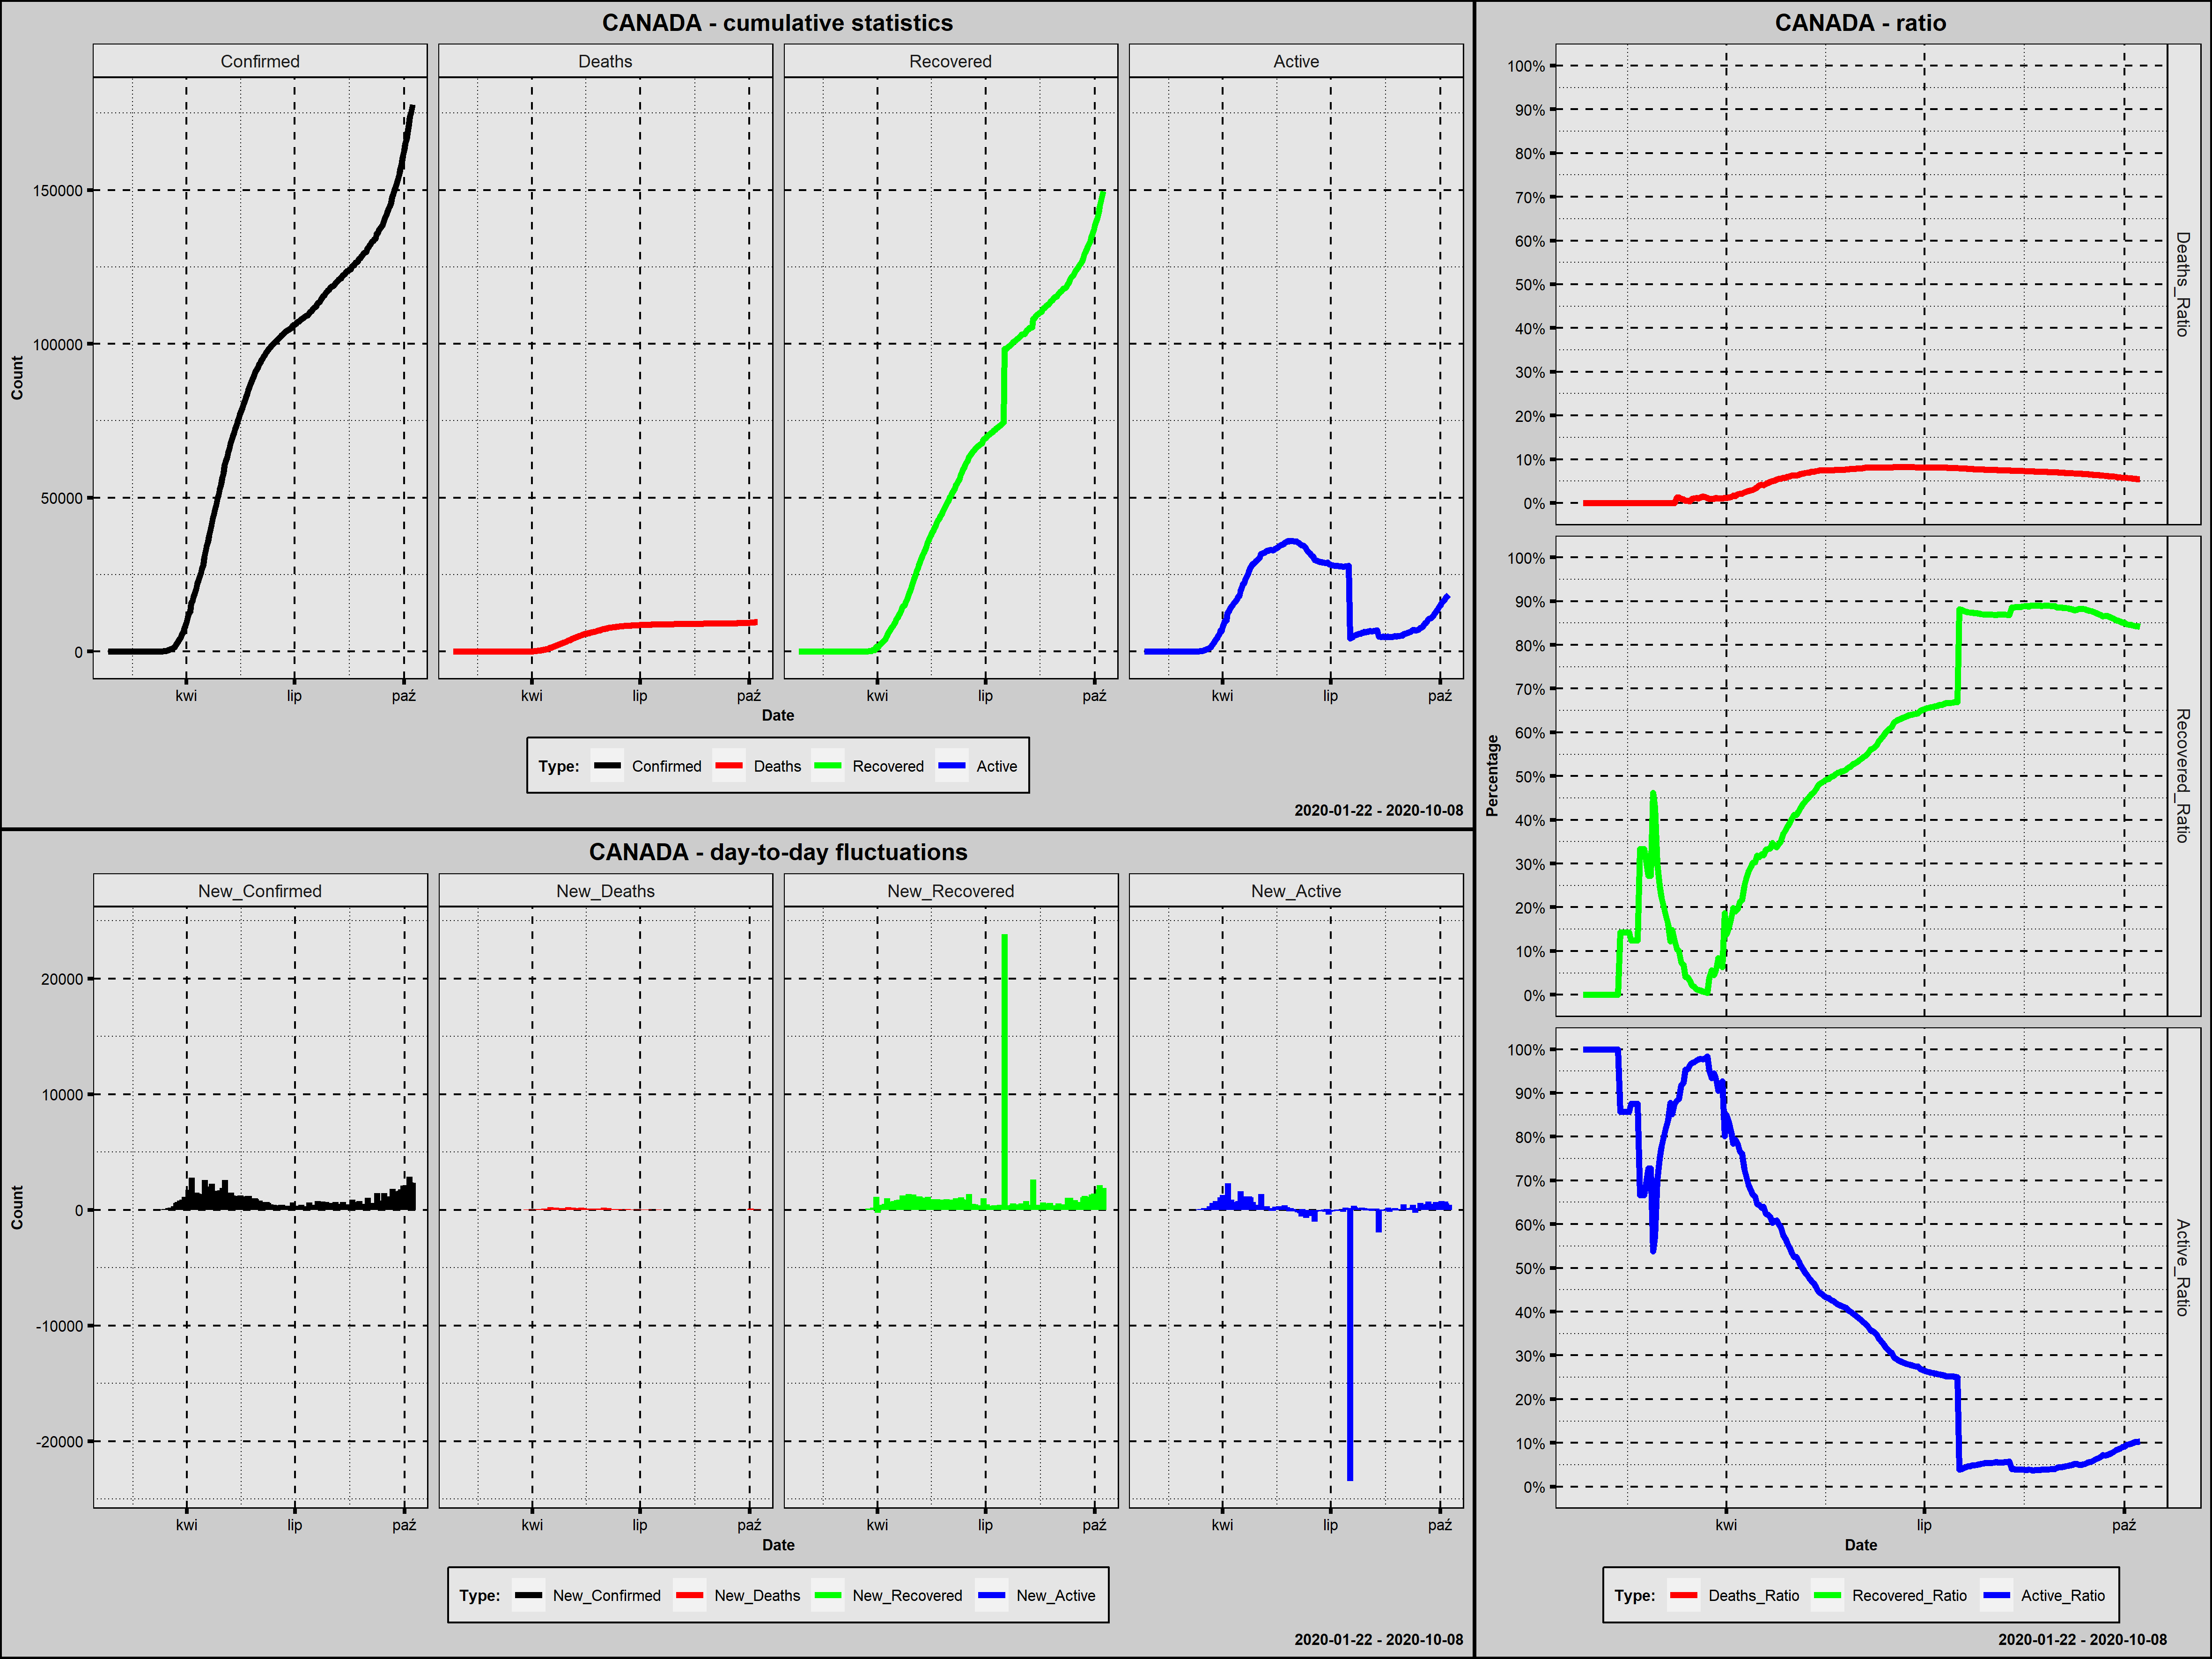 CANADA - cumulative statistics
Confirmed Deaths Recovered Active
Count
150000
100000
50000
0
kwi lip paź kwi lip paź kwi lip paź kwi lip paź
Date
Type: Confirmed Deaths Recovered Active
2020-01-22 - 2020-10-08
CANADA - day-to-day fluctuations
New_Confirmed New_Deaths New_Recovered New_Active
Count
20000
10000
0
-10000
-20000
kwi lip paź kwi lip paź kwi lip paź kwi lip paź
Date
Type: New_Confirmed New_Deaths New_Recovered New_Active
2020-01-22 - 2020-10-08
CANADA - ratio
Percentage
100%
90%
80%
70%
60%
50%
40%
30%
20%
10%
0%
Deaths_Ratio
100%
90%
80%
70%
60%
50%
40%
30%
20%
10%
0%
Recovered_Ratio
100%
90%
80%
70%
60%
50%
40%
30%
20%
10%
0%
Active_Ratio
kwi lip paź
Date
Type: Deaths_Ratio Recovered_Ratio Active_Ratio
2020-01-22 - 2020-10-08